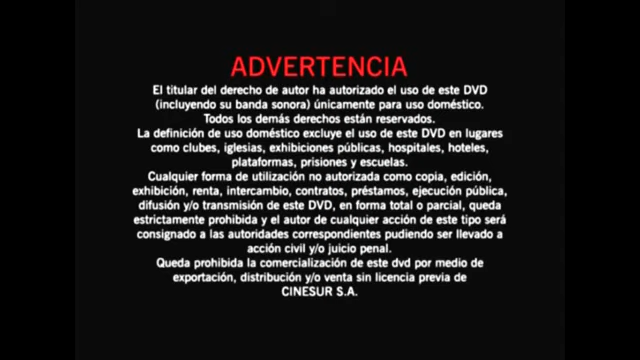 ADVERTENCIA
El titular del derecho de autor ha autorizado el uso de este DVD
(incluyendo su banda sonora) únicamente para uso doméstico.
Todos los demás derechos están reservados.
La definición de uso doméstico excluye el uso de este DVD en lugares
como clubes, iglesias, exhibiciones públicas, hospitales, hoteles,
plataformas, prisiones y escuelas.
Cualquier forma de utilización no autorizada como copia, edición,
exhibición, renta, intercambio, contratos, préstamos, ejecución pública,
difusión y/o transmisión de este DVD, en forma total o parcial, queda
estrictamente prohibida y el autor de cualquier acción de este tipo será
consignado a las autoridades correspondientes pudiendo ser llevado a
acción civil y/o juicio penal.
Queda prohibida la comercialización de este dvd por medio de
exportación, distribución y/o venta sin licencia previa de
CINESUR S.A.